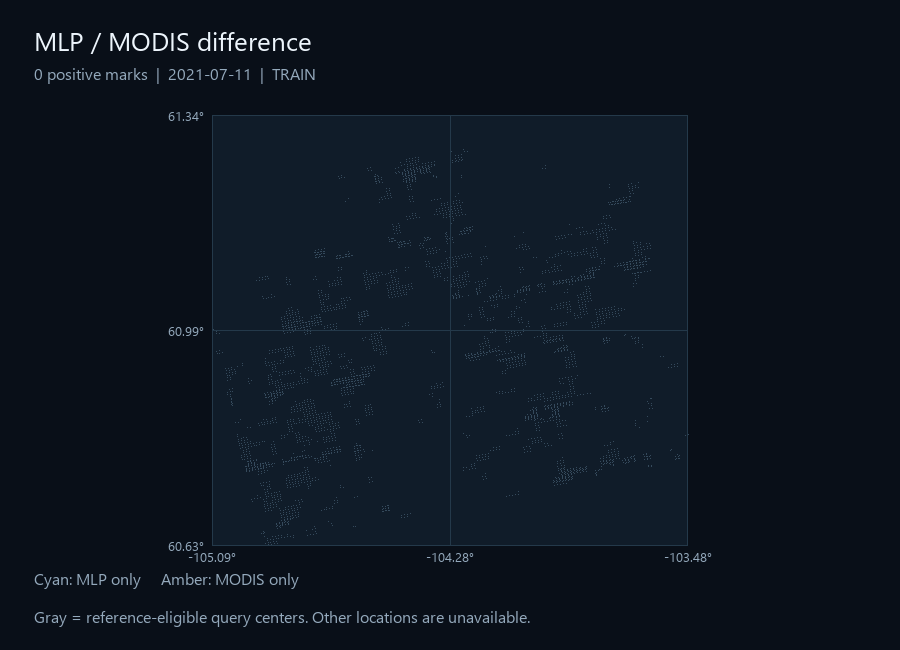 MLP / MODIS difference
0 positive marks | 2021-07-11 | TRAIN
61.34°
60.99°
60.63°
-105.09° -104.28° -103.48°
Cyan: MLP only Amber: MODIS only
Gray = reference-eligible query centers. Other locations are unavailable.